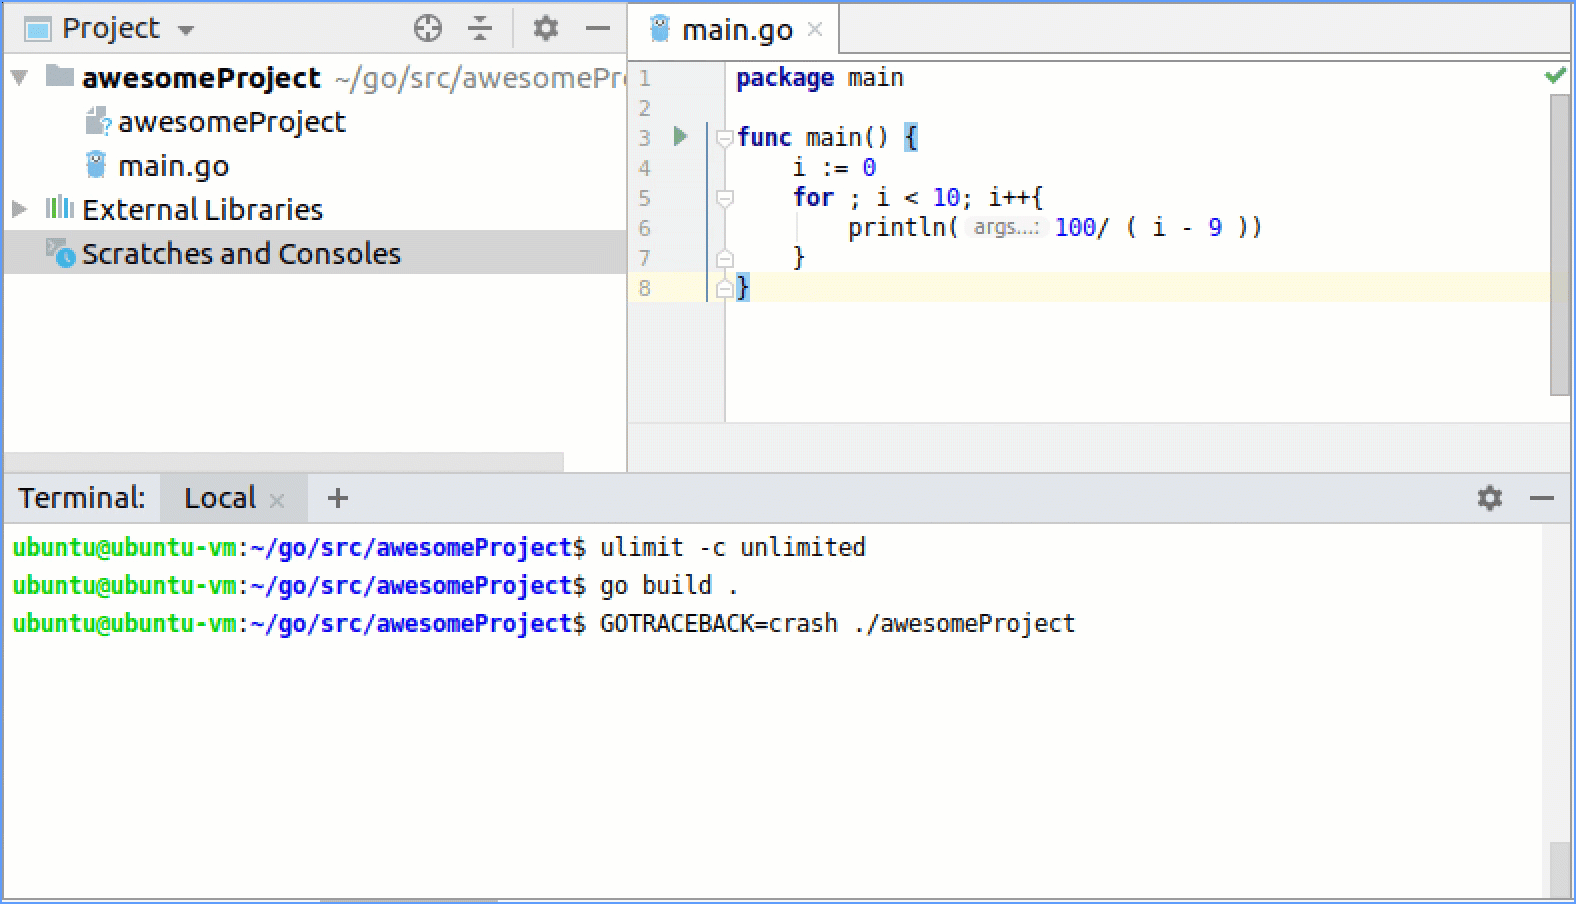 Project
awesomeProject ~/go/src/awesomePr
awesomeProject
main.go
External Libraries
Scratches and Consoles
main.go
1 package main
2
3 func main() {
4 i := 0
5 for ; i < 10; i++{
6 println( args...: 100/ ( i - 9 ))
7 }
8 }
Terminal: Local +
ubuntu@ubuntu-vm:~/go/src/awesomeProject$ ulimit -c unlimited
ubuntu@ubuntu-vm:~/go/src/awesomeProject$ go build .
ubuntu@ubuntu-vm:~/go/src/awesomeProject$ GOTRACEBACK=crash ./awesomeProject